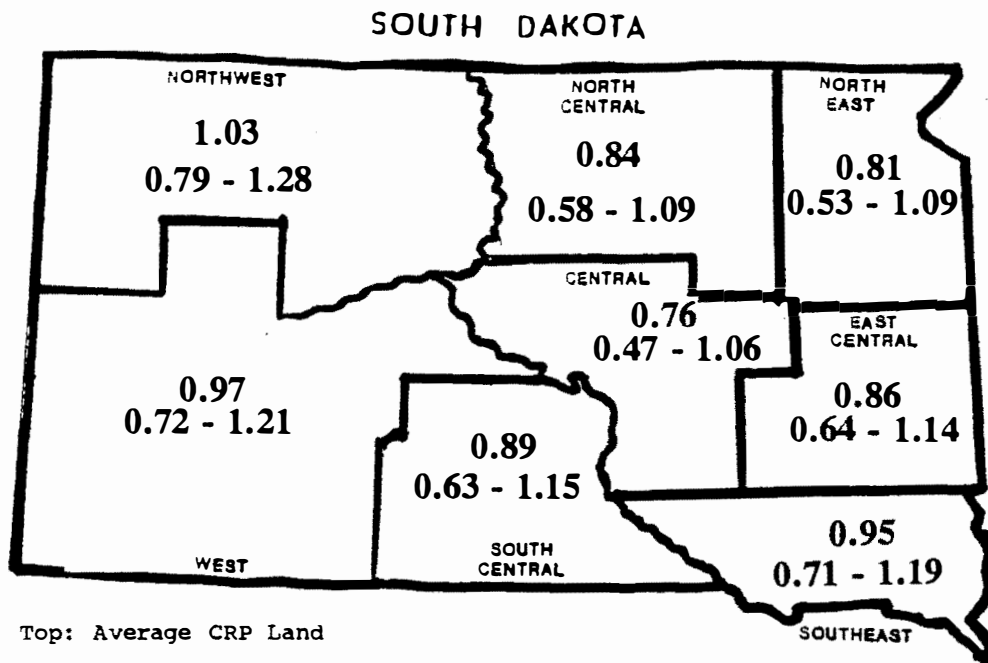 SOUTH DAKOTA
NORTHWEST
1.03
0.79 - 1.28
NORTH
CENTRAL
0.84
0.58 - 1.09
NORTH
EAST
0.81
0.53 - 1.09
CENTRAL
0.76
0.47 - 1.06
EAST
CENTRAL
0.86
0.64 - 1.14
0.97
0.72 - 1.21
WEST
0.89
0.63 - 1.15
SOUTH
CENTRAL
0.95
0.71 - 1.19
SOUTHEAST
Top: Average CRP Land